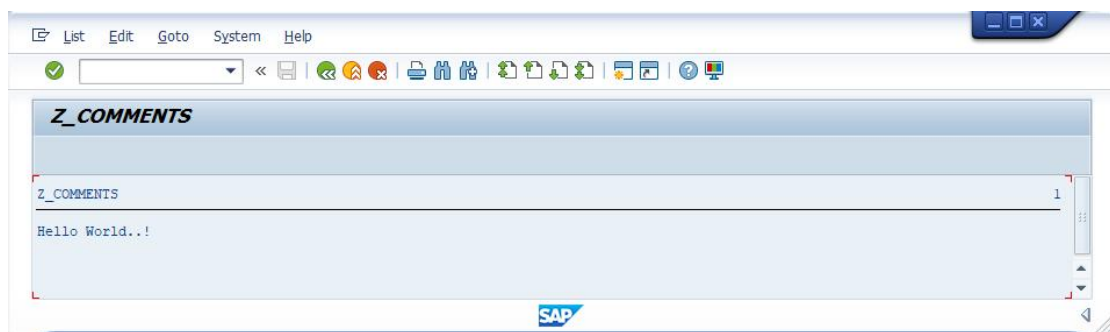 List Edit Goto System Help
Z_COMMENTS
Z_COMMENTS 1
Hello World..!
SAP